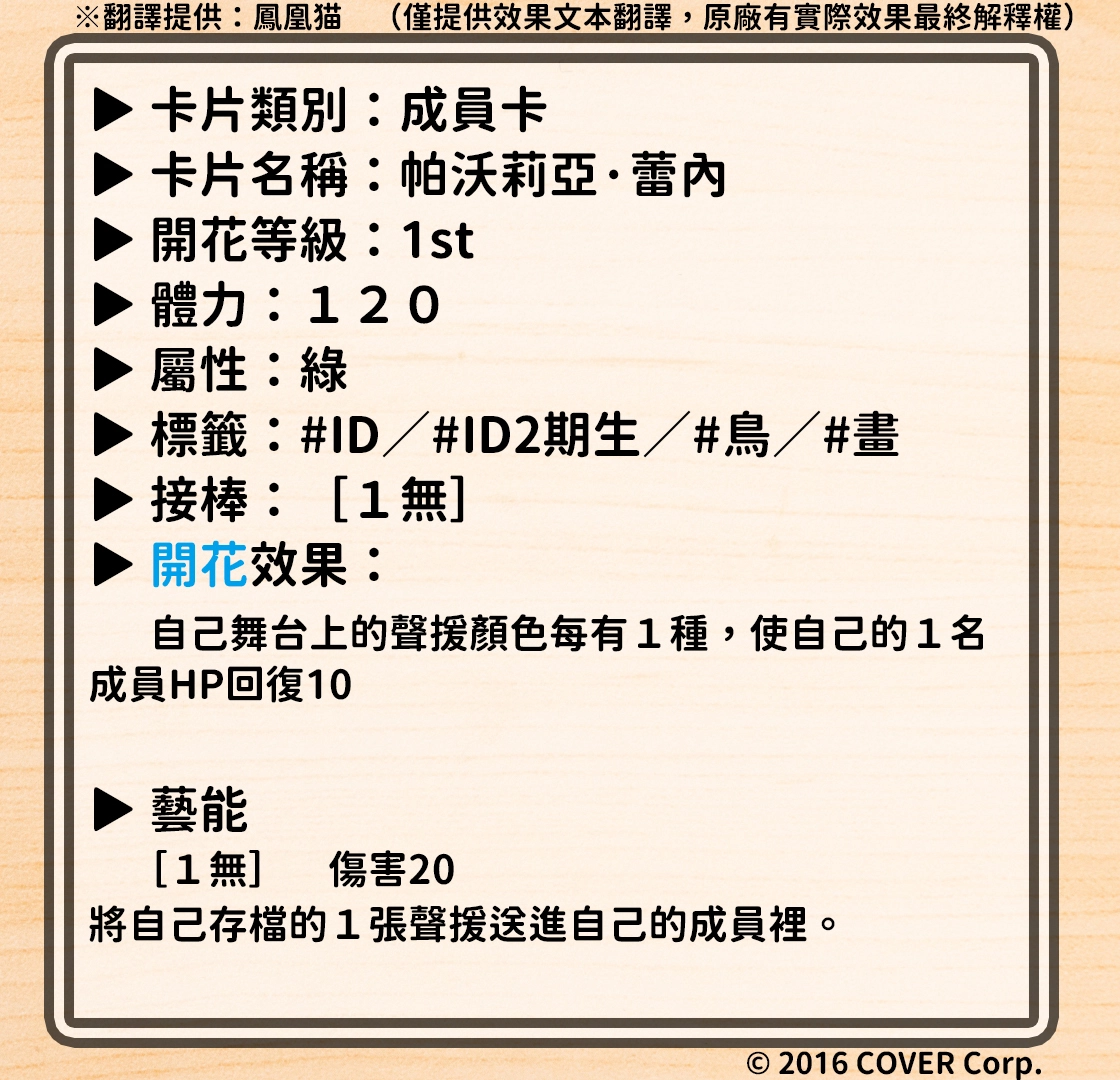 ※翻譯提供：鳳凰猫　（僅提供效果文本翻譯，原廠有實際效果最終解釋權）
▶ 卡片類別：成員卡
▶ 卡片名稱：帕沃莉亞·蕾內
▶ 開花等級：1st
▶ 體力：１２０
▶ 屬性：綠
▶ 標籤：#ID／#ID2期生／#鳥／#畫
▶ 接棒：［１無］
▶ 開花效果：
自己舞台上的聲援顏色每有１種，使自己的１名
成員HP回復10
▶ 藝能
［１無］　傷害20
將自己存檔的１張聲援送進自己的成員裡。
© 2016 COVER Corp.